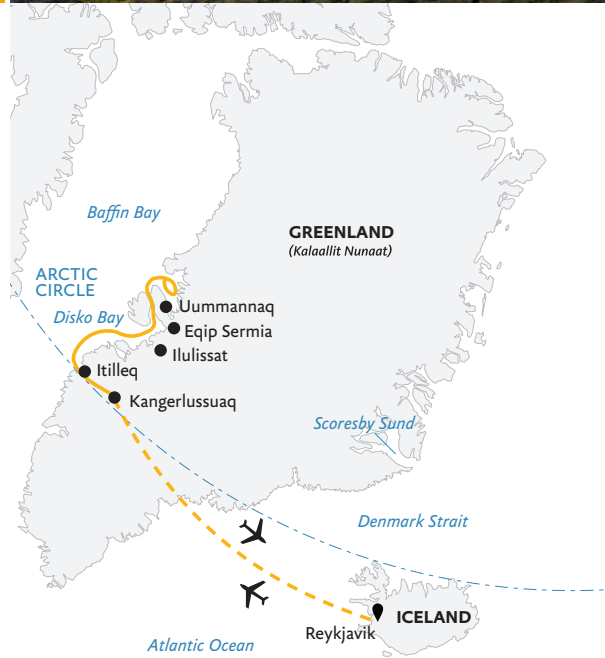 Baffin Bay
GREENLAND
(Kalaallit Nunaat)
ARCTIC
CIRCLE
Disko Bay
Uummannaq
Eqip Sermia
Ilulissat
Itilleq
Kangerlussuaq
Scoresby Sund
Denmark Strait
ICELAND
Reykjavik
Atlantic Ocean